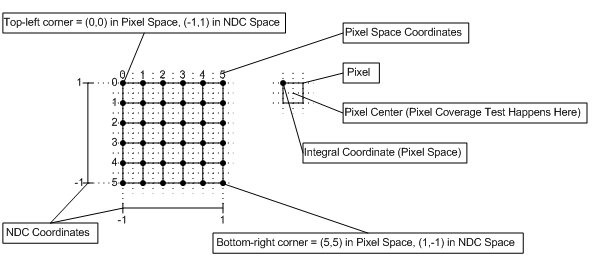 Top-left corner = (0,0) in Pixel Space, (-1,1) in NDC Space
Pixel Space Coordinates
0 1 2 3 4 5
Pixel
1
0
1
2
3
4
5
Pixel Center (Pixel Coverage Test Happens Here)
Integral Coordinate (Pixel Space)
-1
-1
1
NDC Coordinates
Bottom-right corner = (5,5) in Pixel Space, (1,-1) in NDC Space